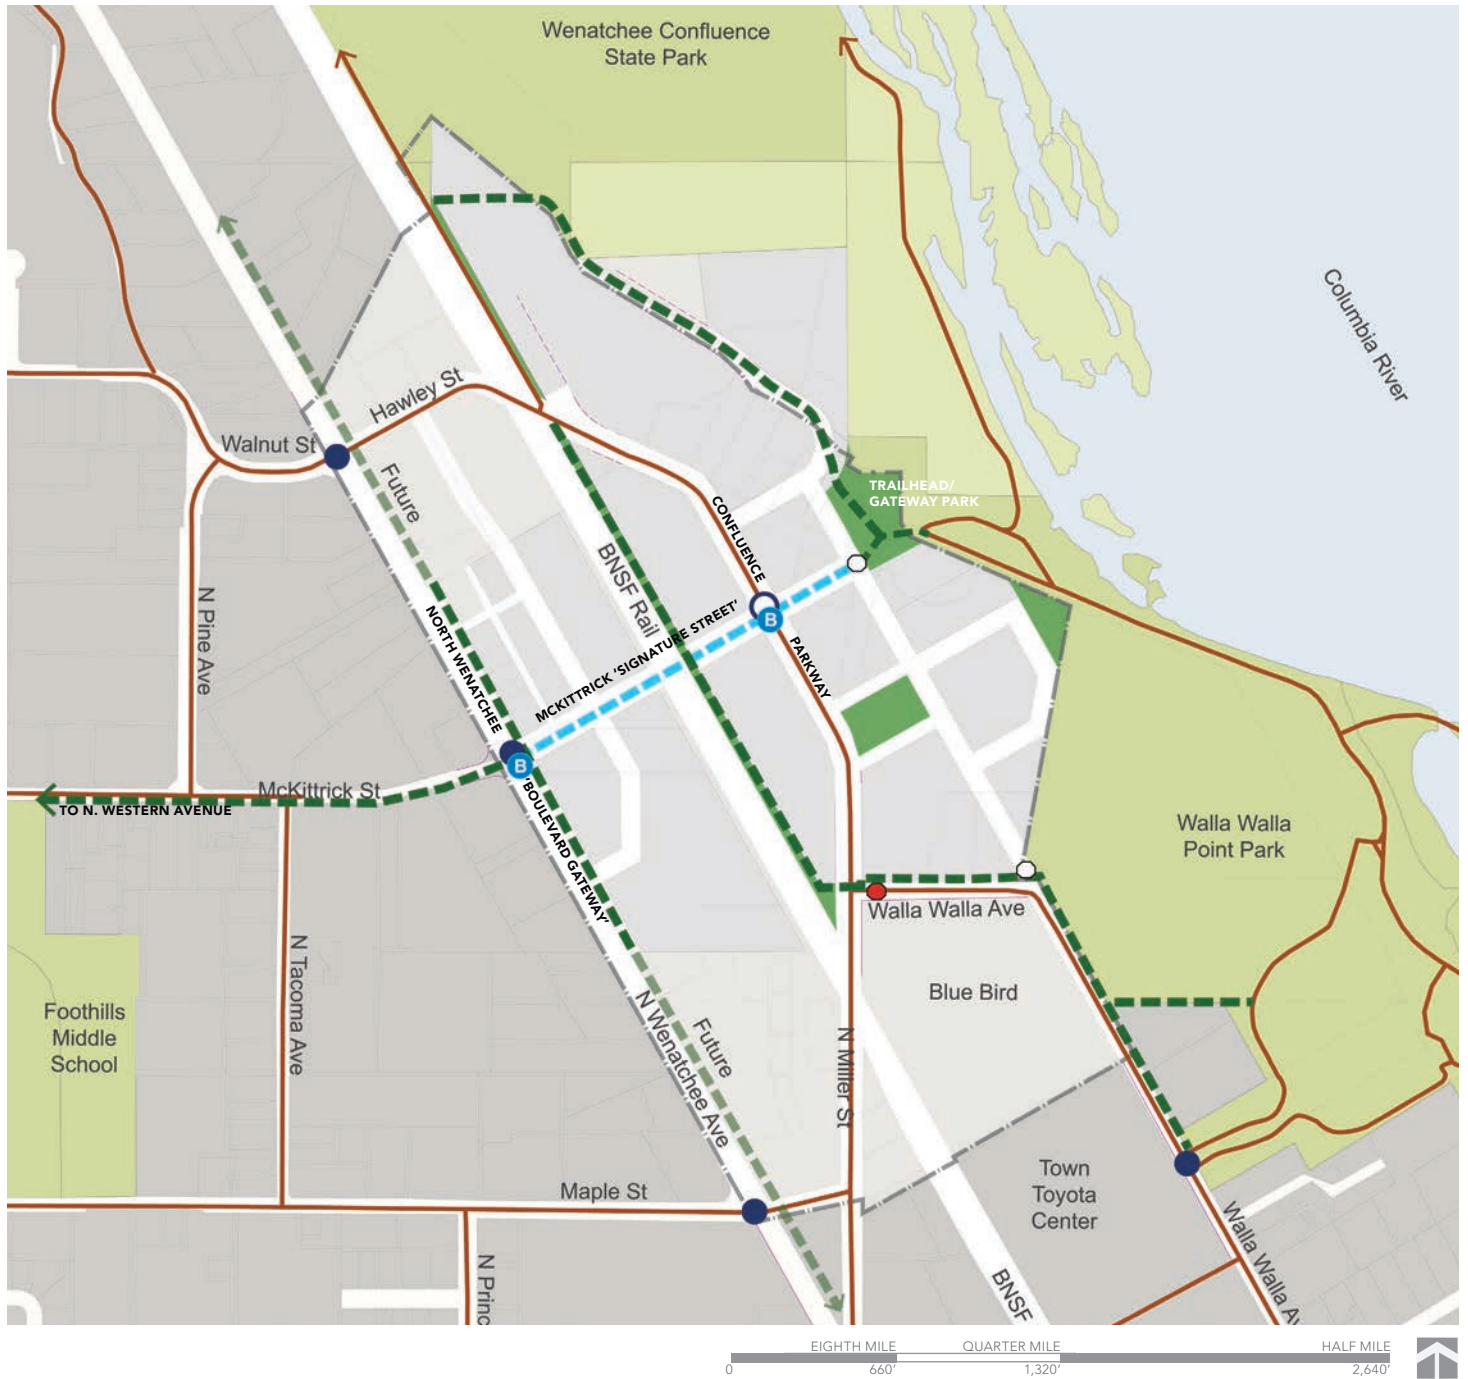 Wenatchee Confluence
State Park
Columbia River
Hawley St
Walnut St
Future
TRAILHEAD/
GATEWAY PARK
CONFLUENCE
PARKWAY
BNSF Rail
N Pine Ave
NORTH WENATCHEE
MCKITTRICK 'SIGNATURE STREET'
B
B
McKittrick St
TO N. WESTERN AVENUE
'BOULEVARD GATEWAY'
Walla Walla
Point Park
Walla Walla Ave
Blue Bird
Foothills
Middle
School
N Tacoma Ave
N Wenatchee Ave
Future
N Miller St
Maple St
Town
Toyota
Center
N Princ
BNSF
Walla Walla Av
EIGHTH MILE QUARTER MILE HALF MILE
0 660' 1,320' 2,640'